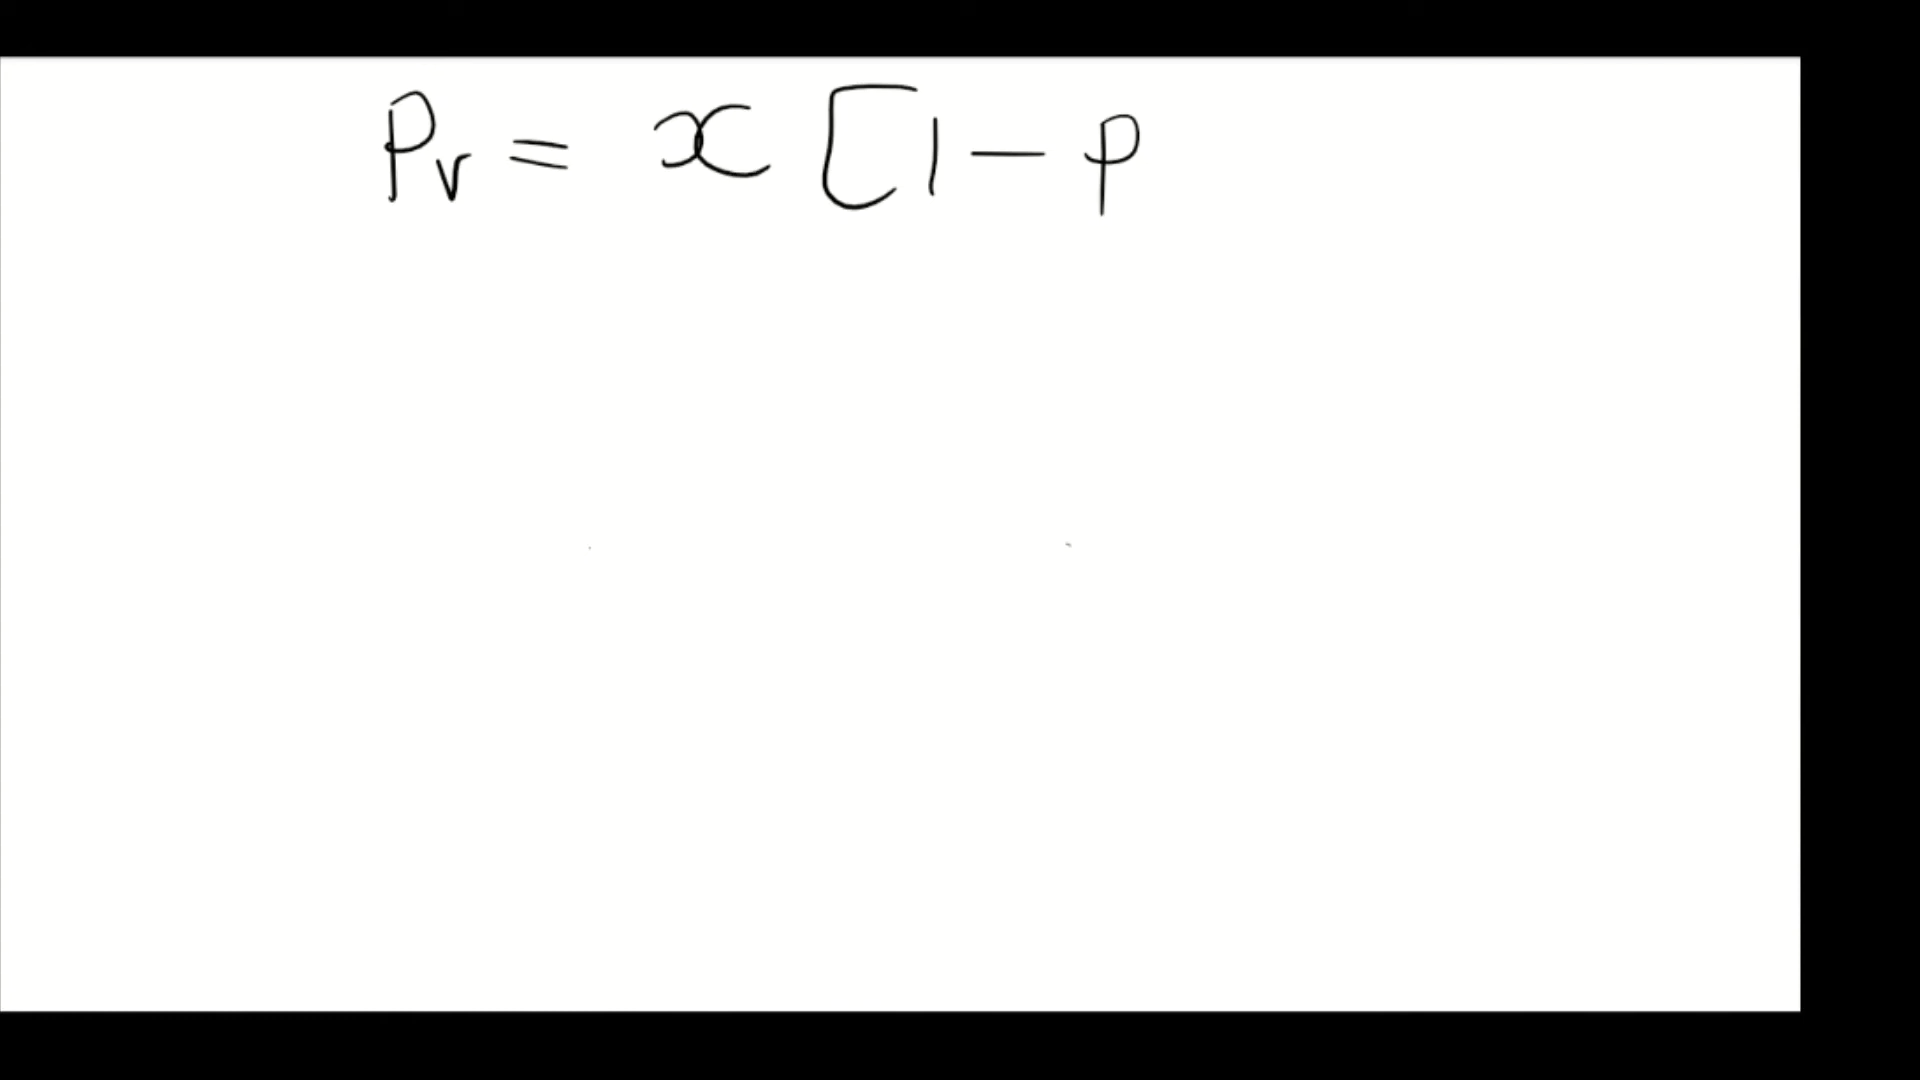 Pv = x [1 - p